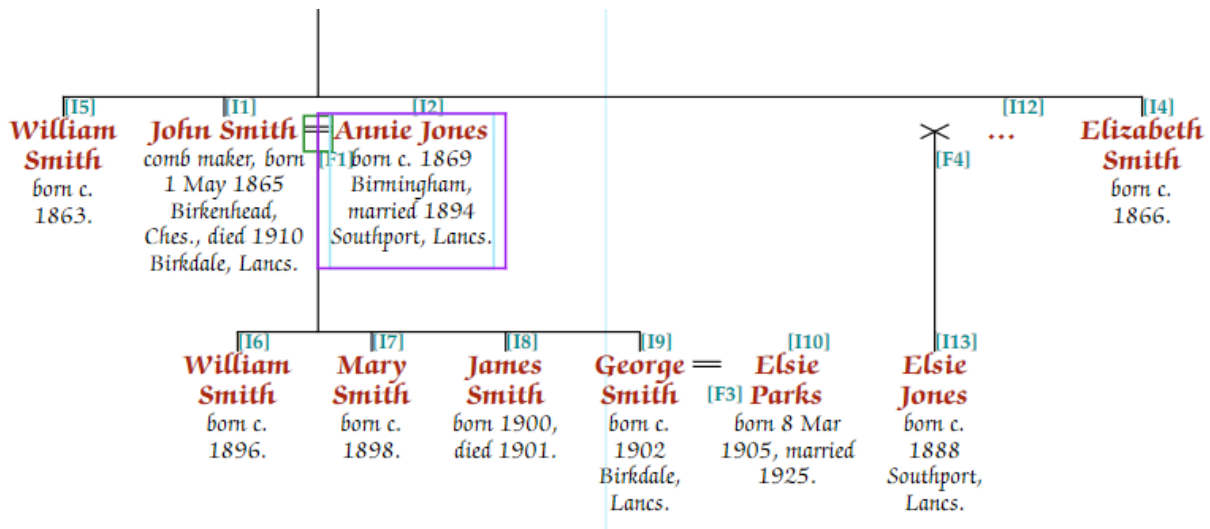 [I5]
William
Smith
born c.
1863.
[I1]
John Smith
comb maker, born
1 May 1865
Birkenhead,
Ches., died 1910
Birkdale, Lancs.
=
[F1]
[I2]
Annie Jones
born c. 1869
Birmingham,
married 1894
Southport, Lancs.
[F4]
[I12]
...
[I4]
Elizabeth
Smith
born c.
1866.
[I6]
William
Smith
born c.
1896.
[I7]
Mary
Smith
born c.
1898.
[I8]
James
Smith
born 1900,
died 1901.
[I9]
George
Smith
born c.
1902
Birkdale,
Lancs.
=
[F3]
[I10]
Elsie
Parks
born 8 Mar
1905, married
1925.
[I13]
Elsie
Jones
born c.
1888
Southport,
Lancs.